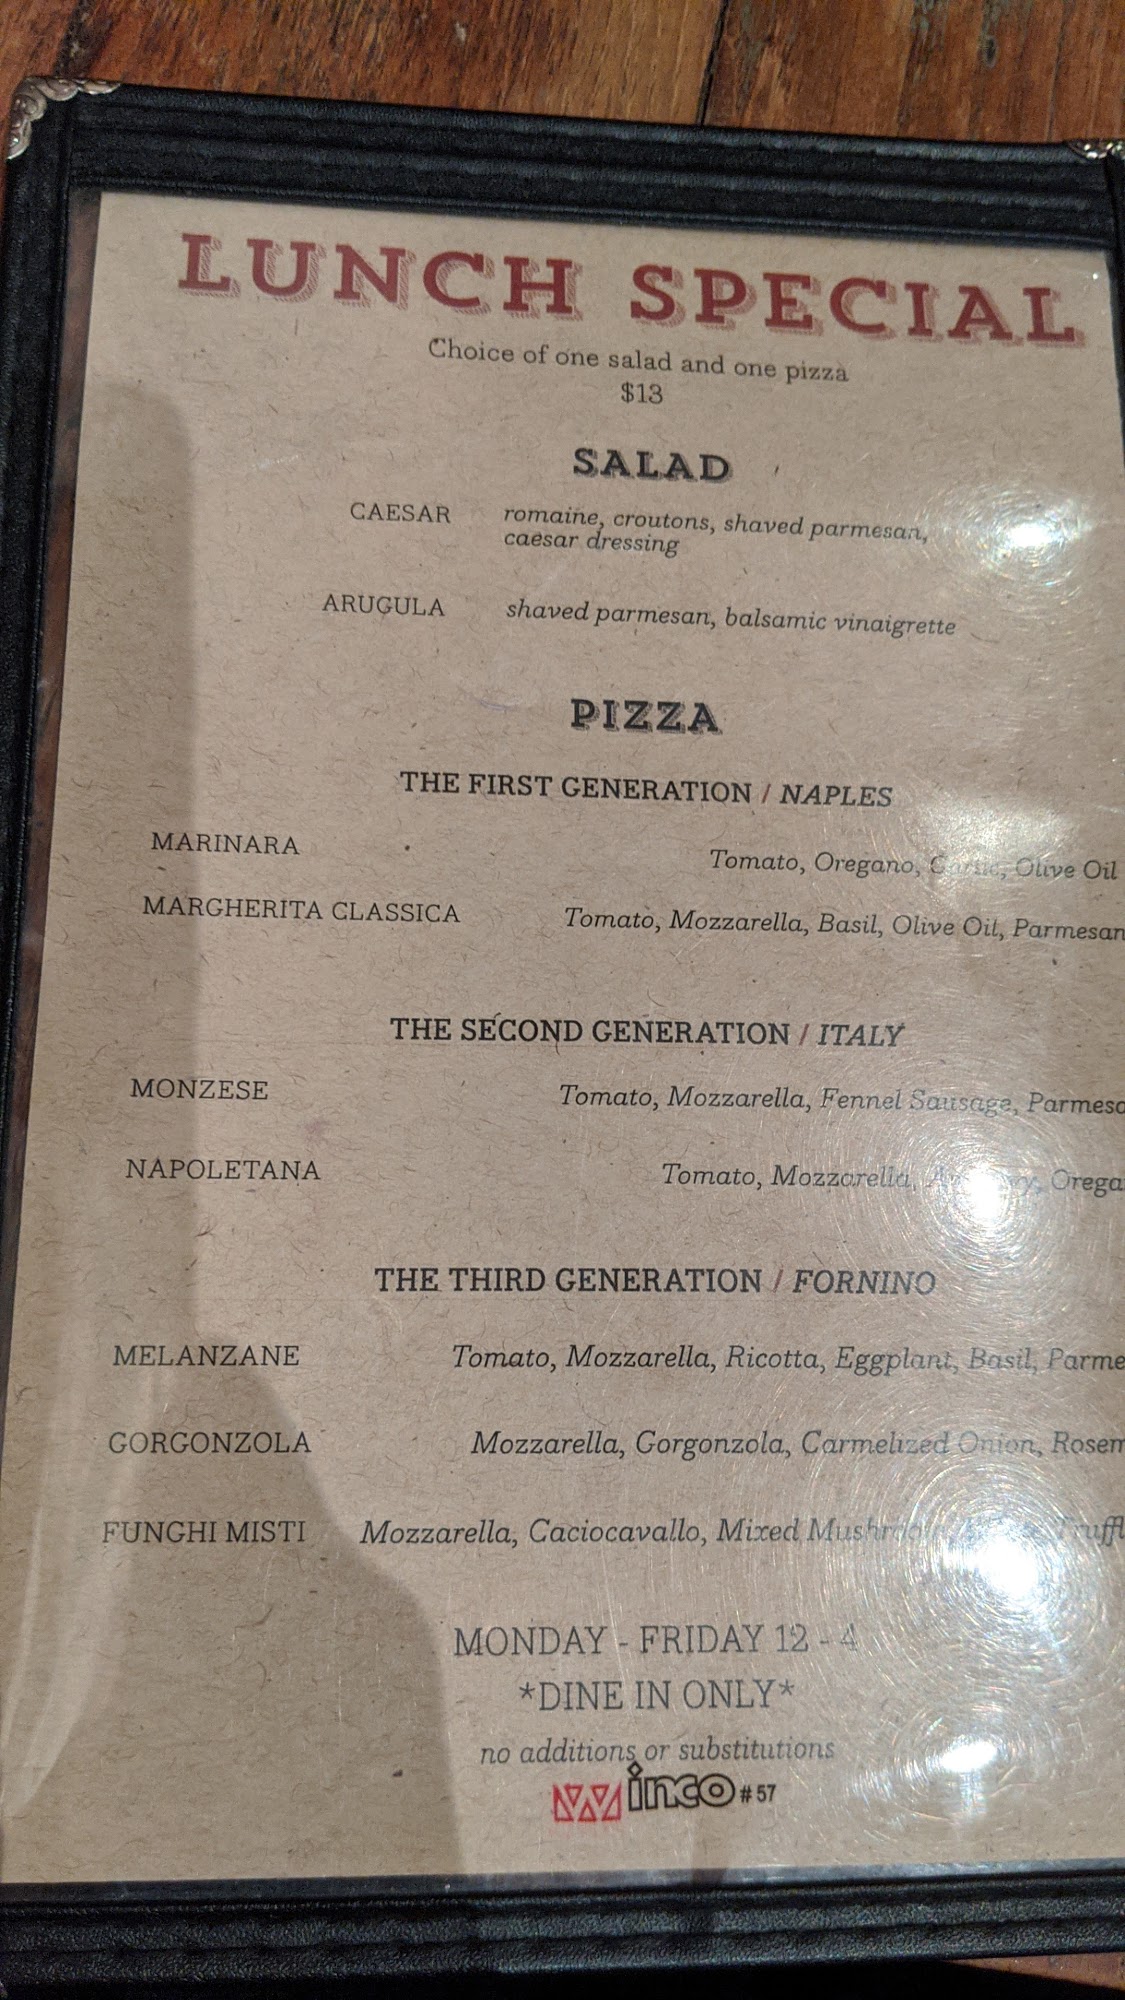 LUNCH SPECIAL
Choice of one salad and one pizza
$13
SALAD
CAESAR romaine, croutons, shaved parmesan,
caesar dressing
ARUGULA shaved parmesan, balsamic vinaigrette
PIZZA
THE FIRST GENERATION / NAPLES
MARINARA Tomato, Oregano, Garlic, Olive Oil
MARGHERITA CLASSICA Tomato, Mozzarella, Basil, Olive Oil, Parmesan
THE SECOND GENERATION / ITALY
MONZESE Tomato, Mozzarella, Fennel Sausage,
NAPOLETANA Tomato, Mozzarella,
THE THIRD GENERATION / FORNINO
MELANZANE Tomato, Mozzarella, Ricotta, Eggplant, Basil,
GORGONZOLA Mozzarella, Gorgonzola, Carmelized Onion,
FUNGHI MISTI Mozzarella, Caciocavallo, Mixed
MONDAY - FRIDAY 12 - 4
*DINE IN ONLY*
no additions or substitutions
Winco # 57